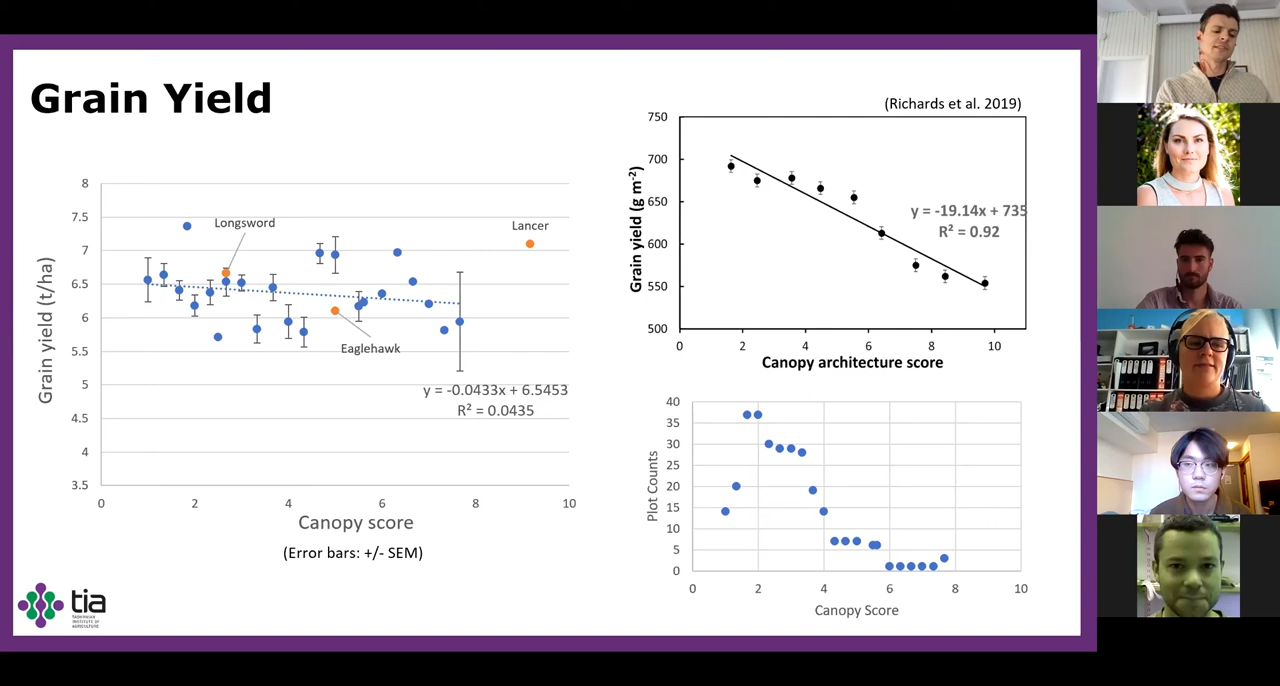 Grain Yield
8
7.5
7
6.5
6
5.5
5
4.5
4
3.5
0
2
4
6
8
10
Grain yield (t/ha)
Canopy score
Longsword
Lancer
Eaglehawk
y = -0.0433x + 6.5453
R² = 0.0435
(Error bars: +/- SEM)
(Richards et al. 2019)
750
700
650
600
550
500
0
2
4
6
8
10
Grain yield (g m⁻²)
Canopy architecture score
y = -19.14x + 735
R² = 0.92
40
35
30
25
20
15
10
5
0
0
2
4
6
8
10
Plot Counts
Canopy Score
tia
TASMANIAN
INSTITUTE OF
AGRICULTURE